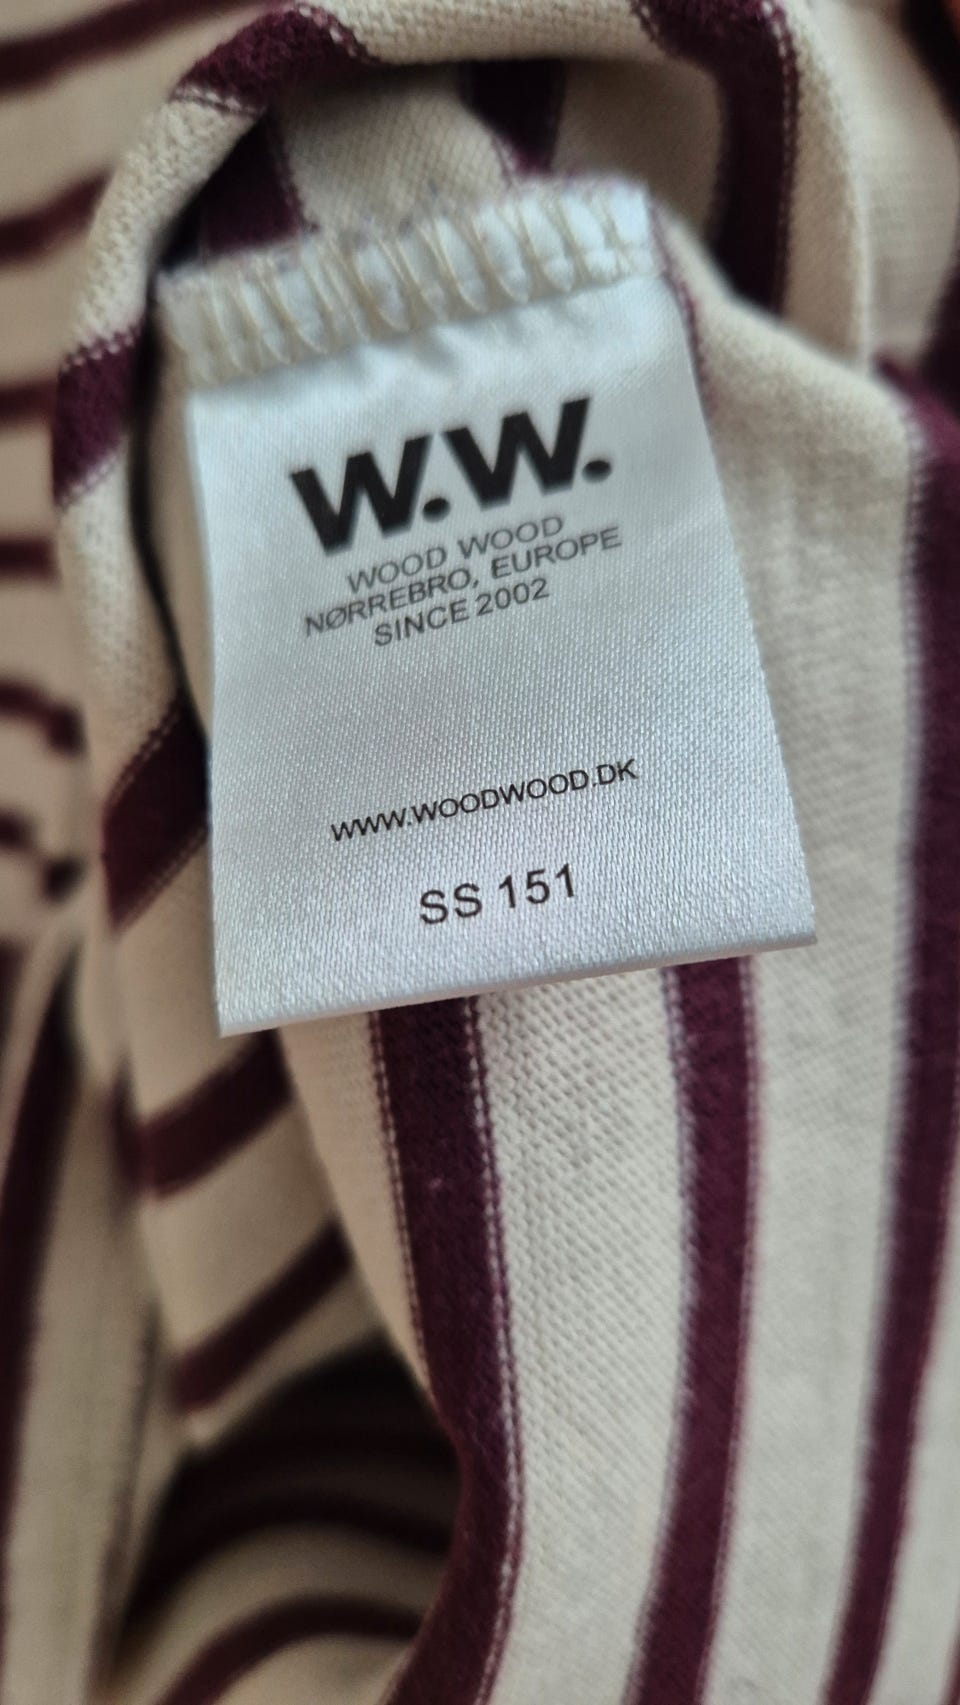 W.W.
WOOD WOOD
NØRREBRO, EUROPE
SINCE 2002
WWW.WOODWOOD.DK
SS 151